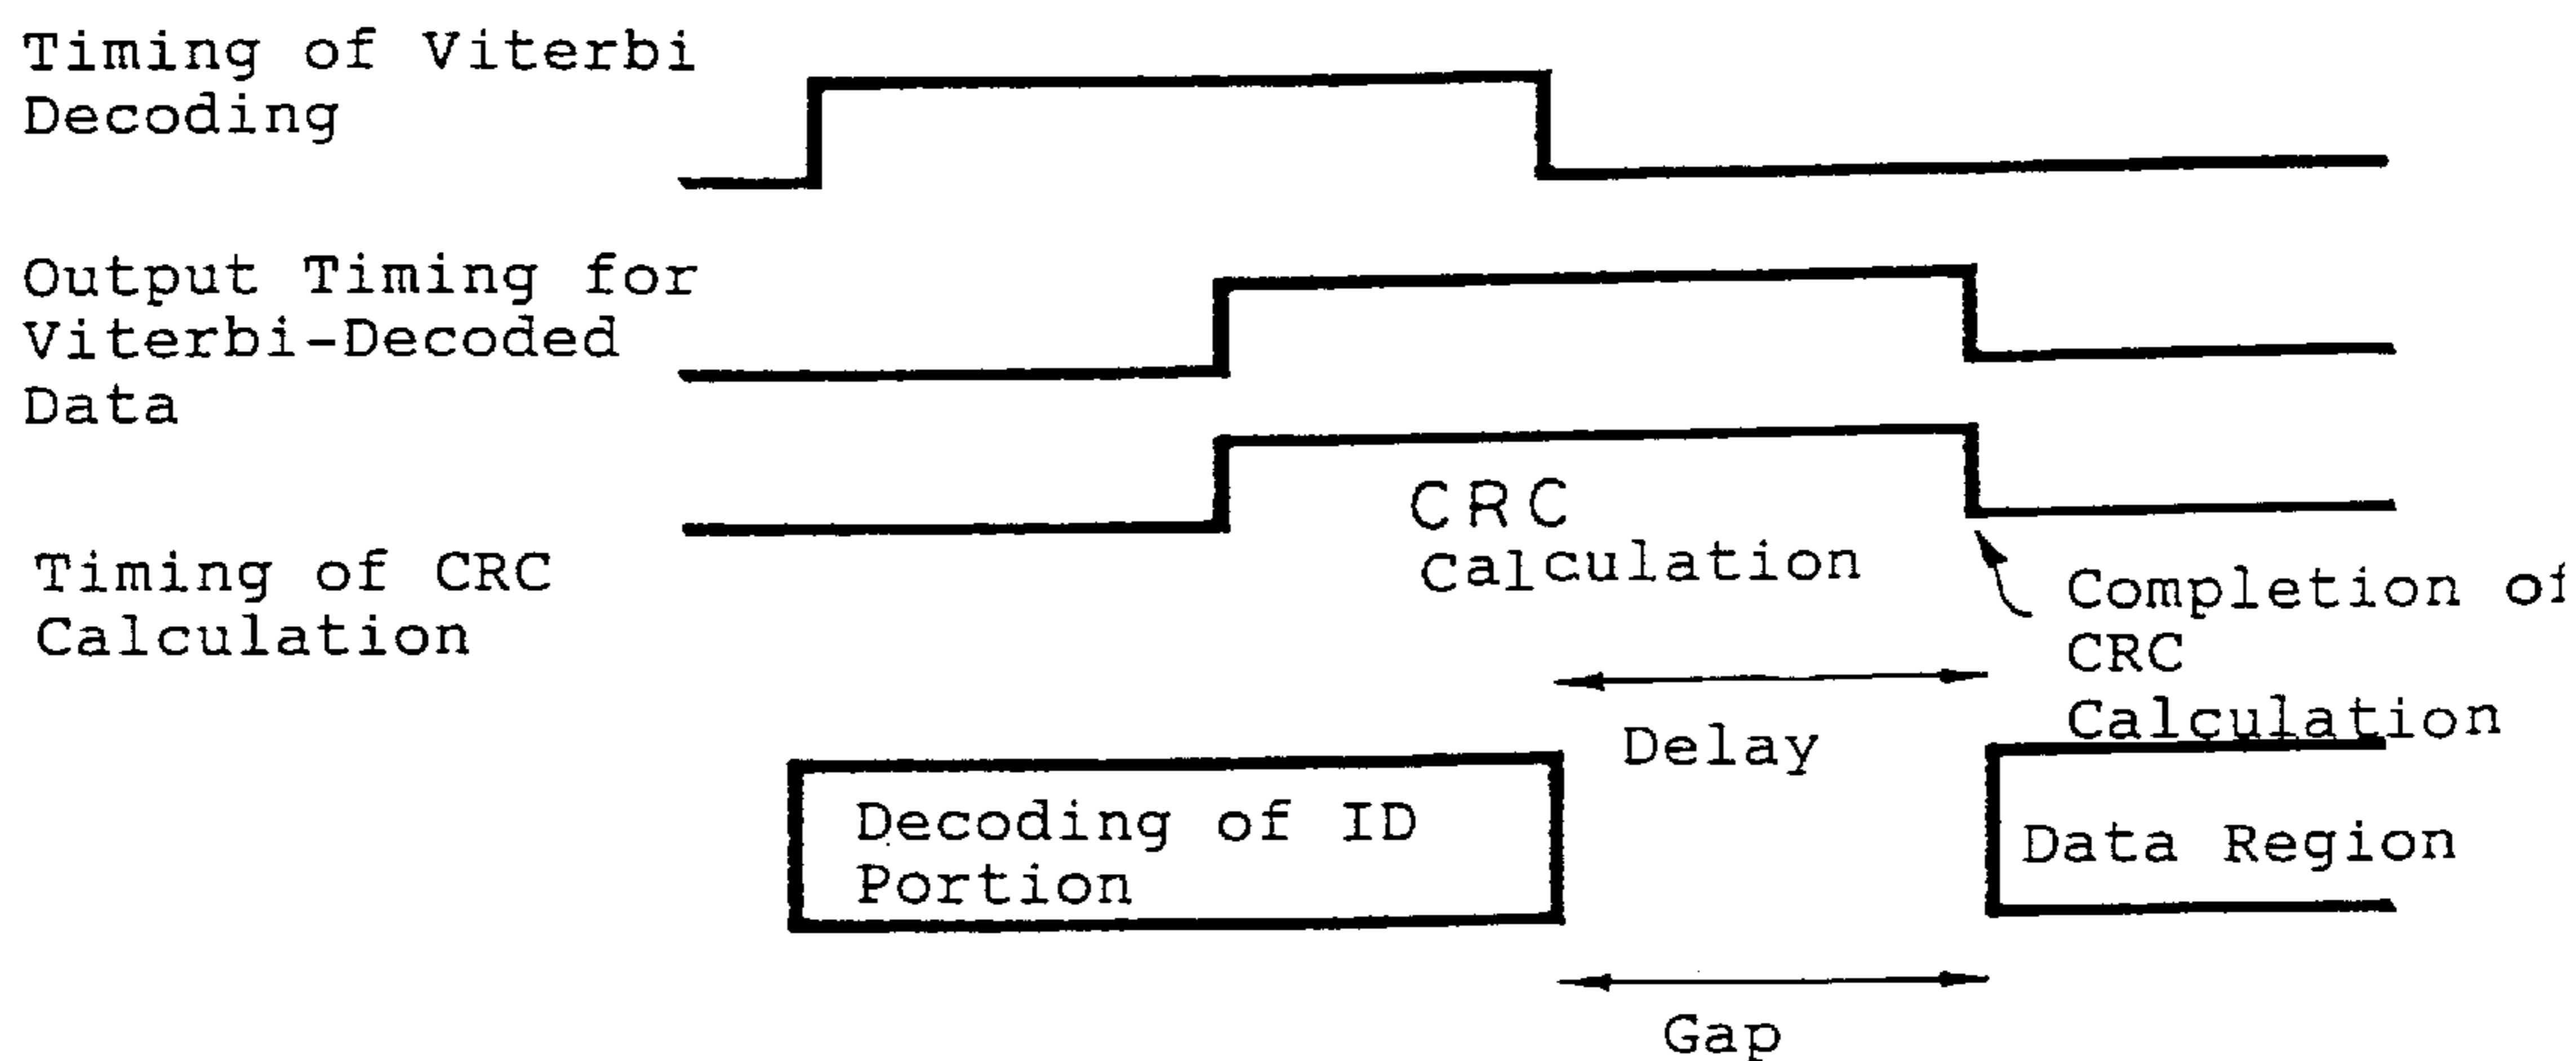 Timing of Viterbi
Decoding
Output Timing for
Viterbi-Decoded
Data
CRC
Calculation
Timing of CRC
Calculation
Completion of
CRC
Calculation
Delay
Decoding of ID
Portion
Data Region
Gap